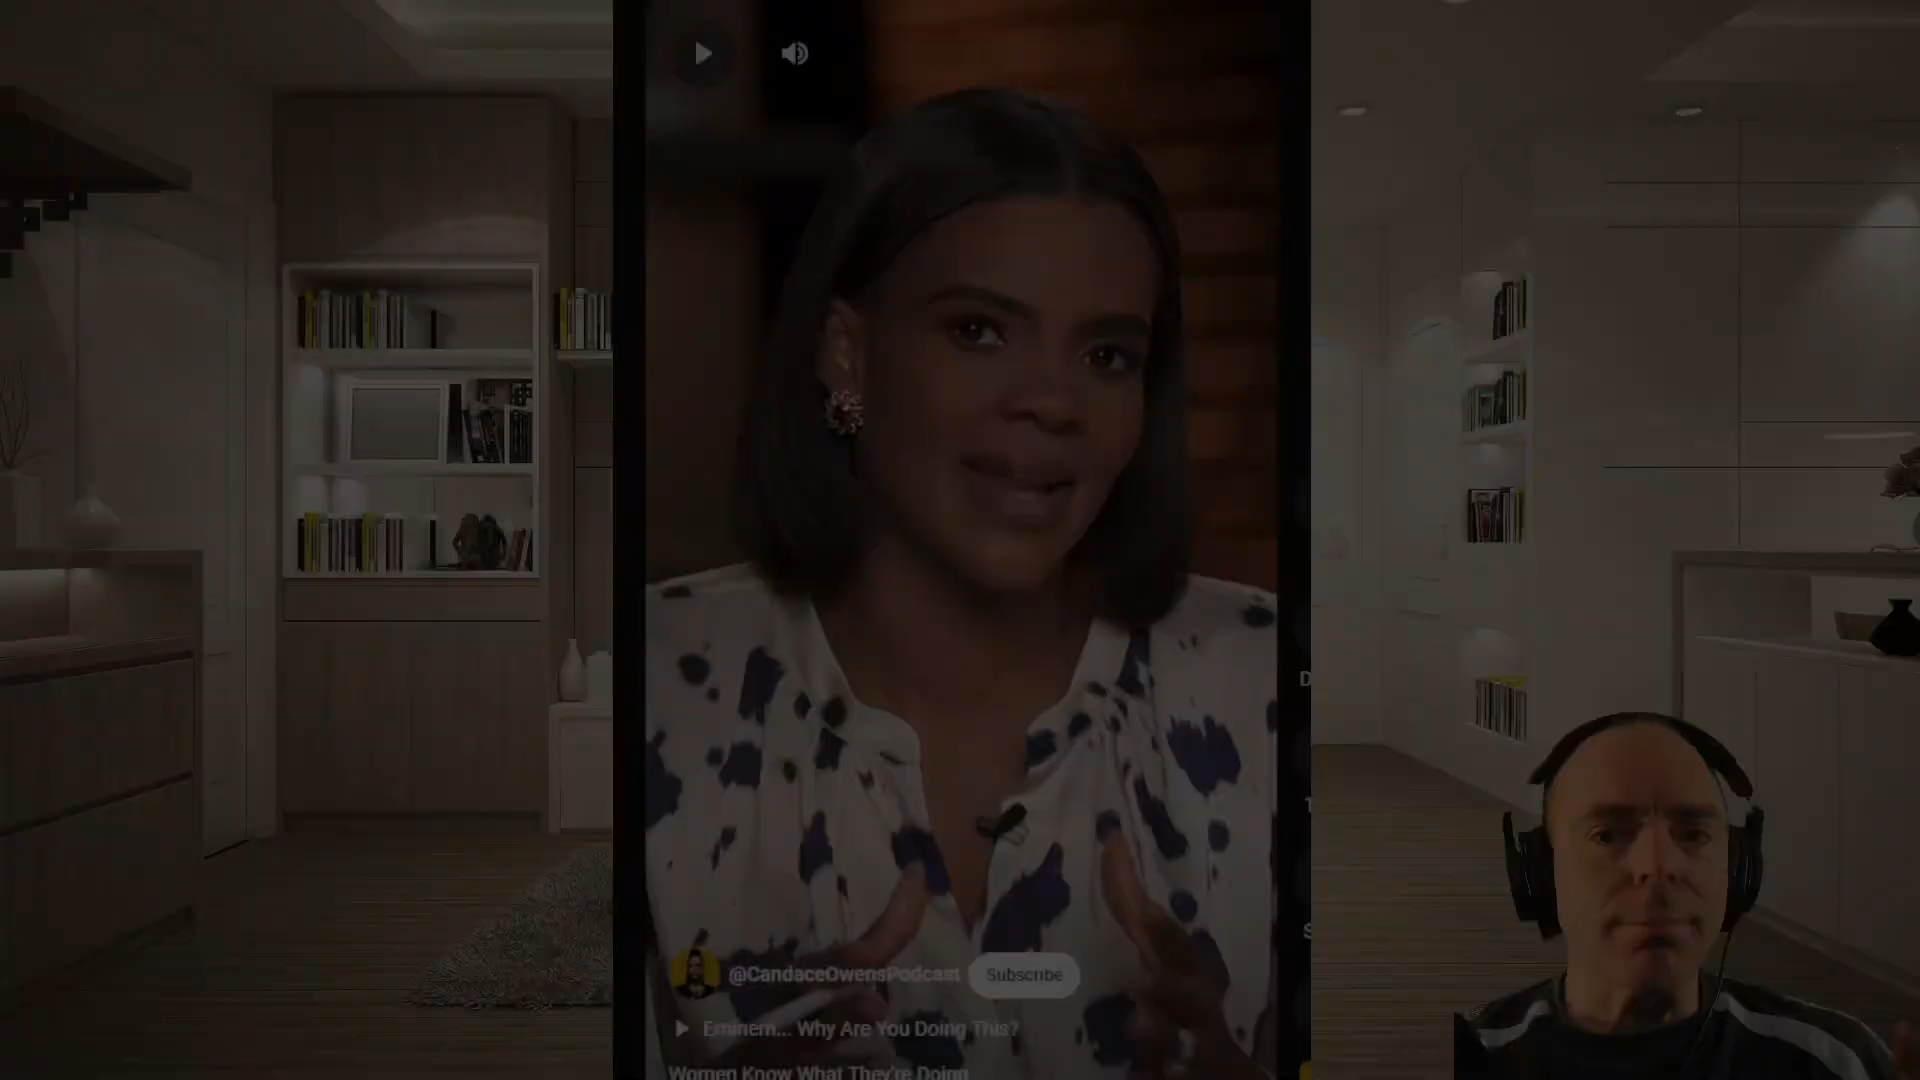 @CandaceOwensPodcast Subscribe
Eminem... Why Are You Doing This?
Women Know What They're Doing